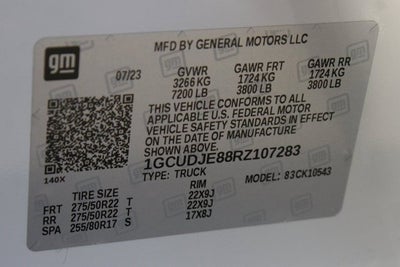 gm
MFD BY GENERAL MOTORS LLC
07/23 GVWR GAWR FRT GAWR RR
3266 KG 1724 KG 1724 KG
7200 LB 3800 LB 3800 LB
THIS VEHICLE CONFORMS TO ALL
APPLICABLE U.S. FEDERAL MOTOR
VEHICLE SAFETY STANDARDS IN
EFFECT ON THE DATE OF MANUFACTURE
SHOWN ABOVE.
1GCUDJE88RZ107283
140X TYPE: TRUCK MODEL: 83CK10543
TIRE SIZE RIM
FRT 275/50R22 T 22X9J
RR 275/50R22 T 22X9J
SPA 255/80R17 S 17X8J